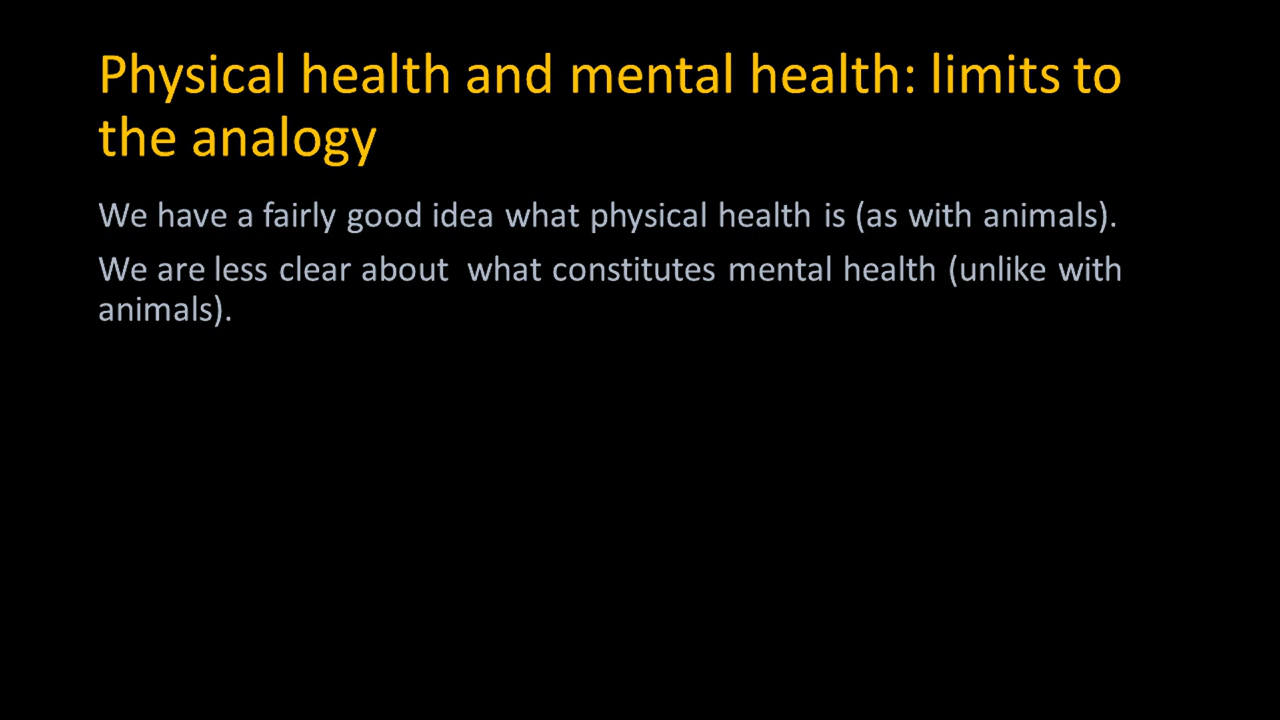 Physical health and mental health: limits to
the analogy
We have a fairly good idea what physical health is (as with animals).
We are less clear about  what constitutes mental health (unlike with
animals).